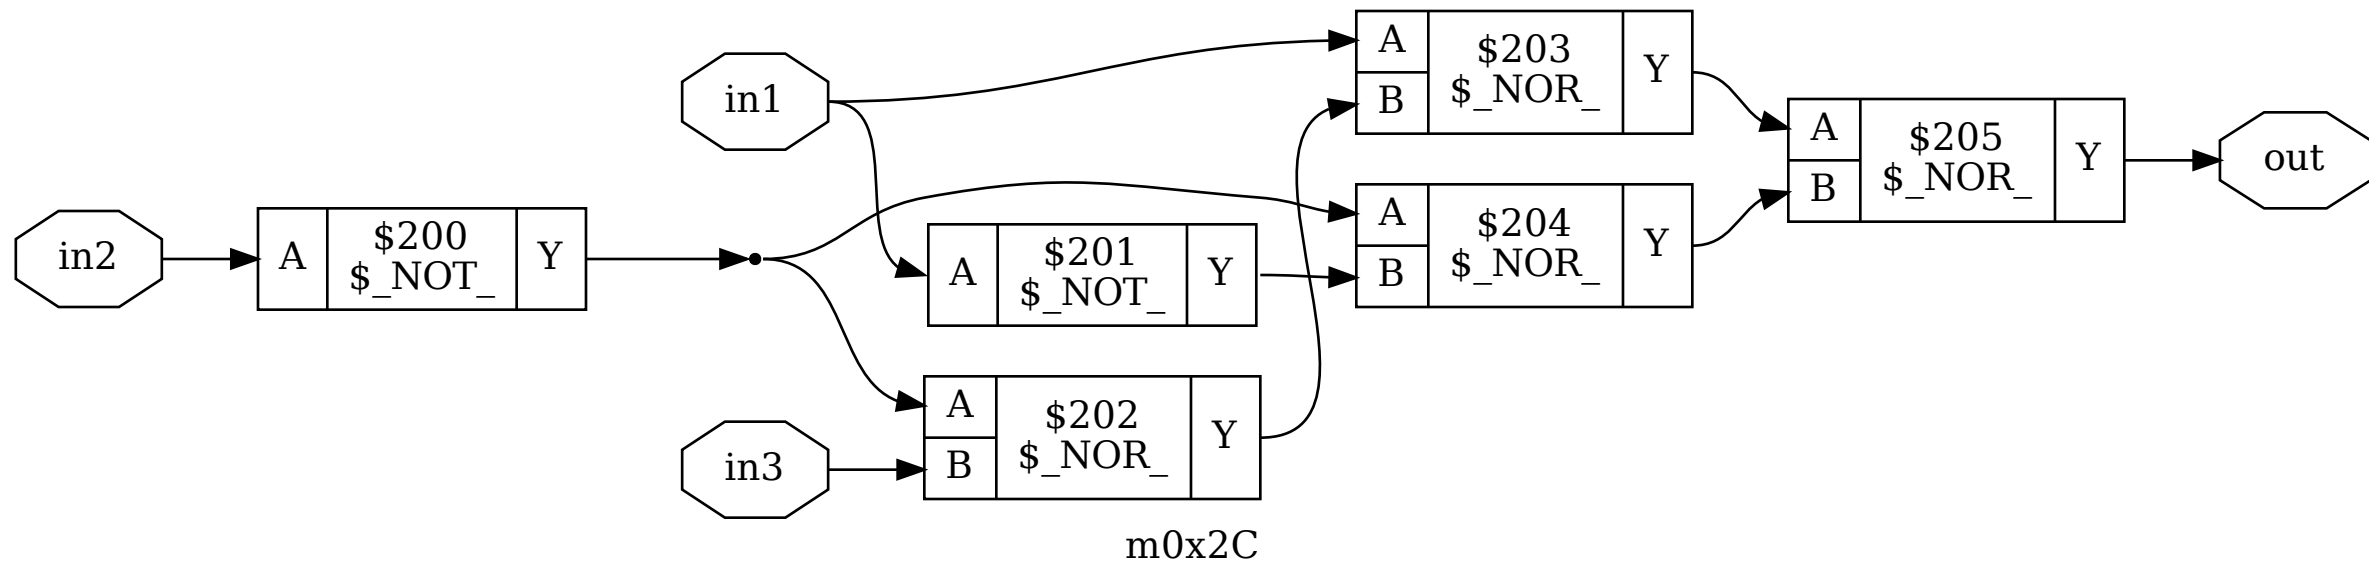 in1
in2
in3
A
$200
$_NOT_
Y
A
$201
$_NOT_
Y
A
B
$202
$_NOR_
Y
A
B
$203
$_NOR_
Y
A
B
$204
$_NOR_
Y
A
B
$205
$_NOR_
Y
out
m0x2C